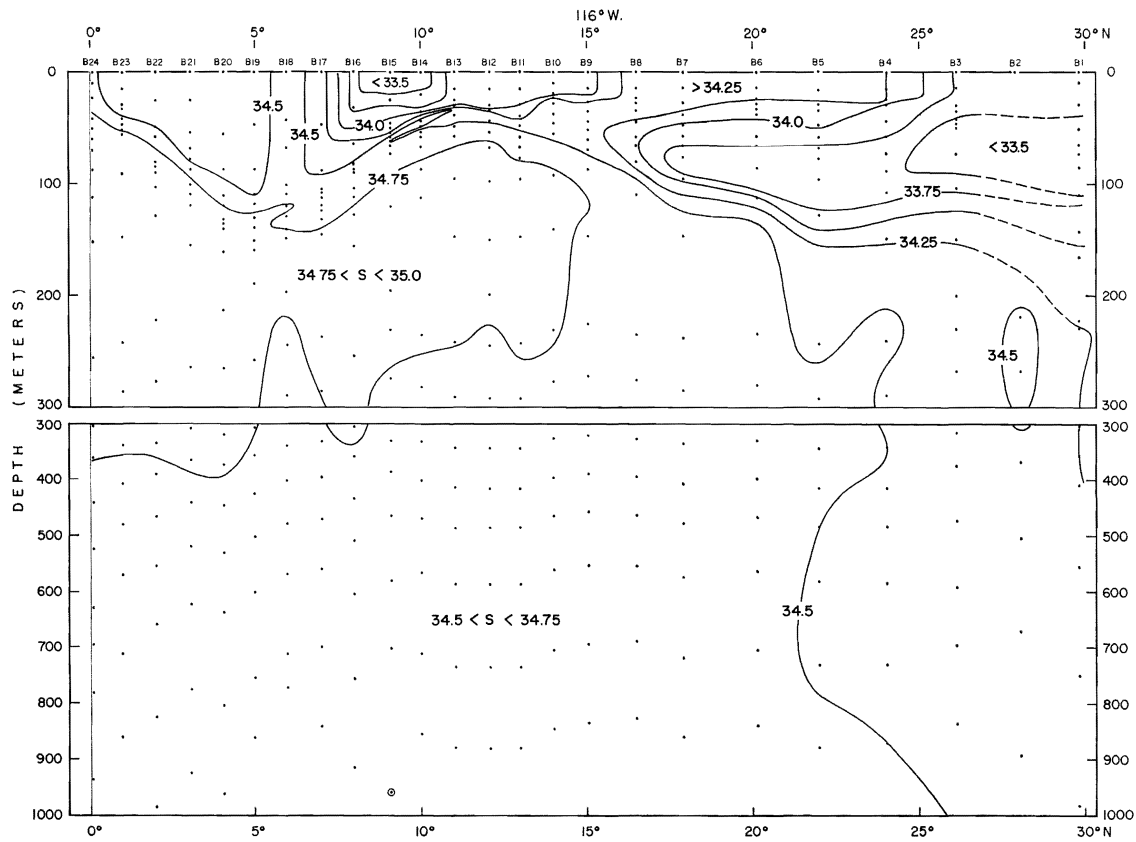 116° W.
0° 5° 10° 15° 20° 25° 30° N
B24 B23 B22 B21 B20 B19 B18 B17 B16 B15 B14 B13 B12 B11 B10 B9 B8 B7 B6 B5 B4 B3 B2 B1
0 <33.5 >34.25 0
34.5 34.0 34.0
34.5 <33.5
34.75
100 33.75 100
34.25
34.75 < S < 35.0
200 200
34.5
300 300
DEPTH (METERS)
300 300
400 400
500 500
600 600
34.5 < S < 34.75 34.5
700 700
800 800
900 900
1000 1000
0° 5° 10° 15° 20° 25° 30° N